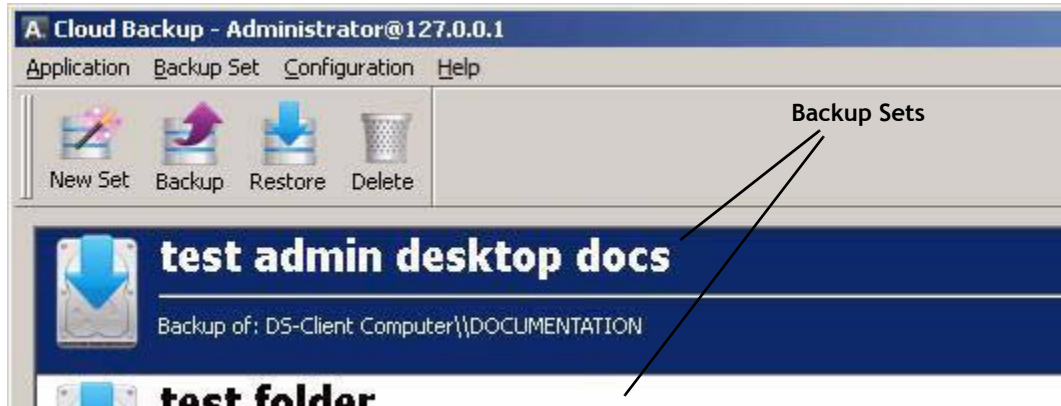 A. Cloud Backup - Administrator@127.0.0.1
Application Backup Set Configuration Help
Backup Sets
New Set Backup Restore Delete
test admin desktop docs
Backup of: DS-Client Computer\\DOCUMENTATION
test folder